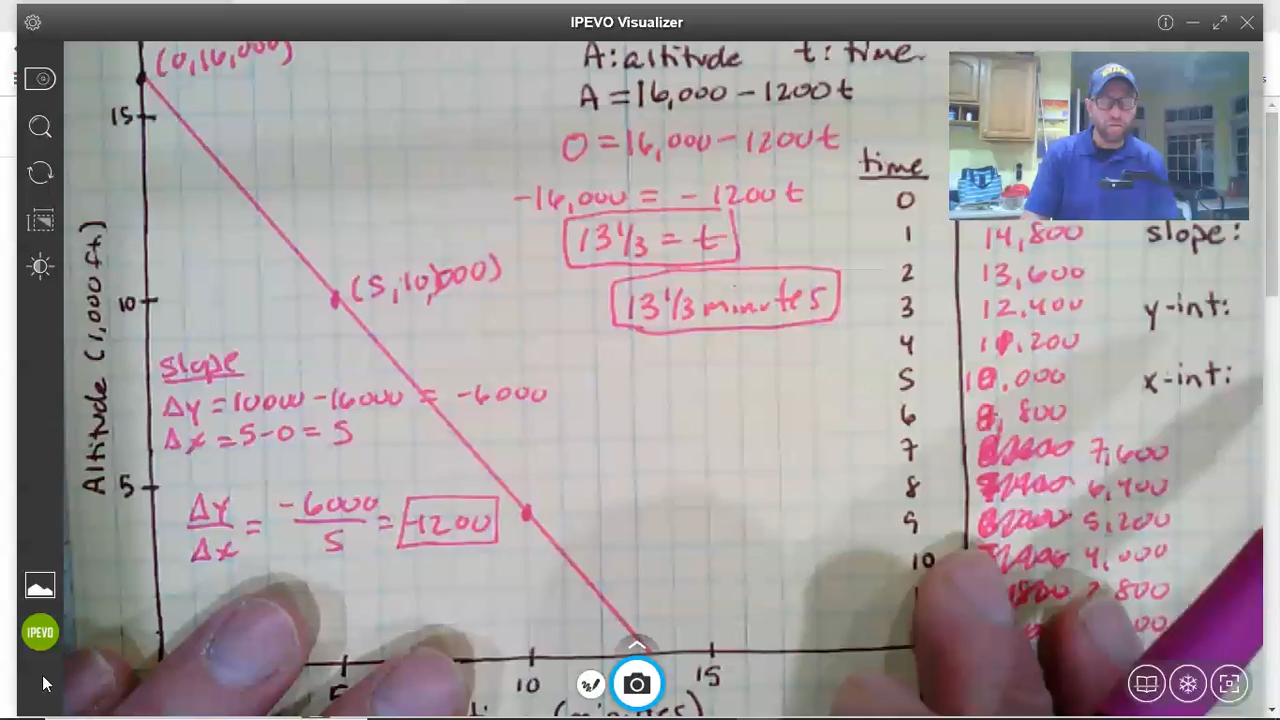 IPEVO Visualizer
(0,16,000)
A: altitude t: time
A = 16,000 - 1200t
0 = 16,000 - 1200t
-16,000 = -1200t
13 1/3 = t
13 1/3 minutes
15
10
5
Altitude (1,000 ft.)
(5,10,000)
slope
Δy = 10000 - 16000 = -6000
Δx = 5-0 = 5
Δy/Δx = -6000/5 = -1200
time
0
1 14,800
2 13,600
3 12,400
4 11,200
5 10,000
6 8,800
7 7,600
8 6,400
9 5,200
10 4,000
2,800
slope:
y-int:
x-int:
5 10 15
(minutes)
IPEVO